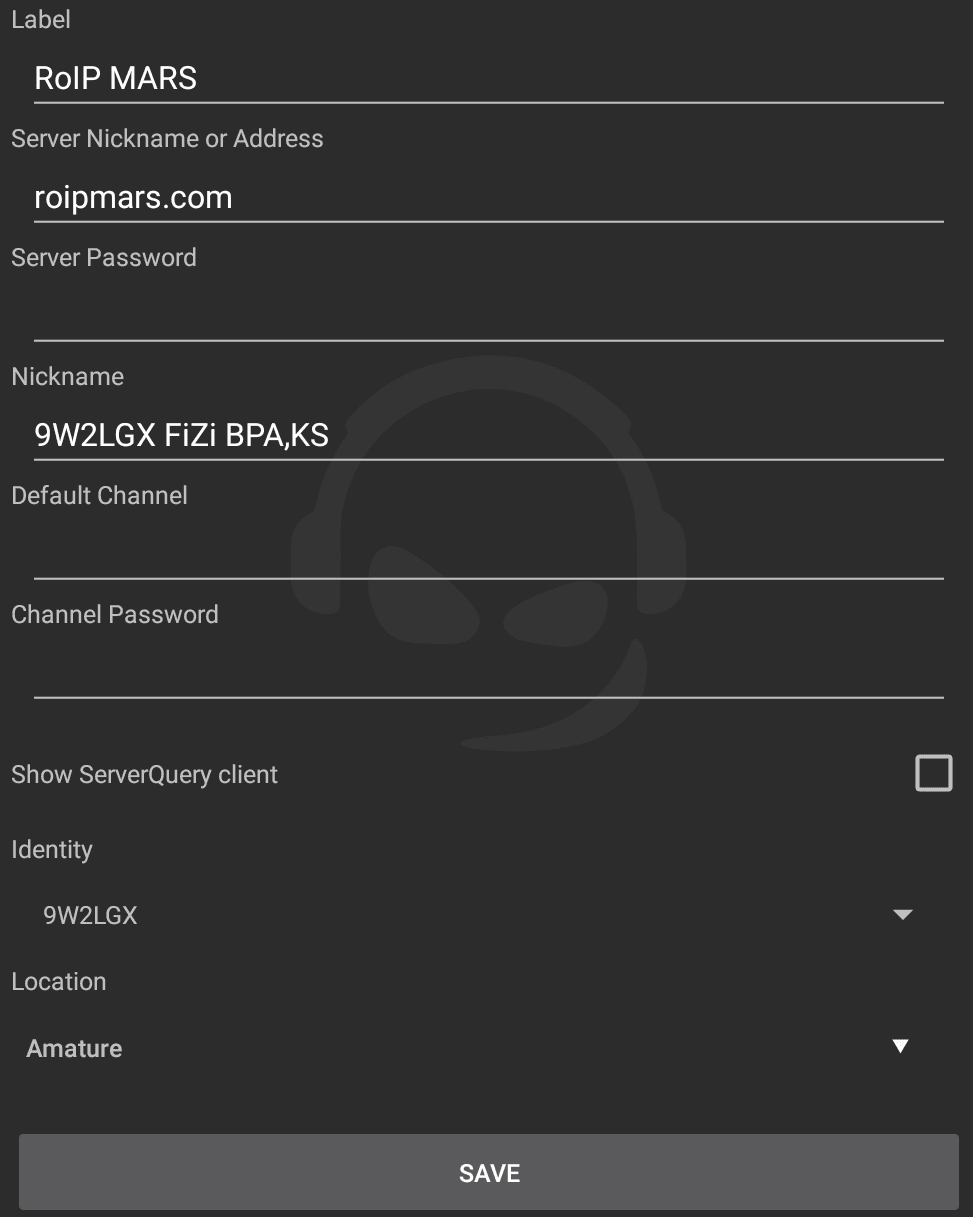 Label
RoIP MARS
Server Nickname or Address
roipmars.com
Server Password
Nickname
9W2LGX FiZi BPA,KS
Default Channel
Channel Password
Show ServerQuery client
Identity
9W2LGX
Location
Amature
SAVE